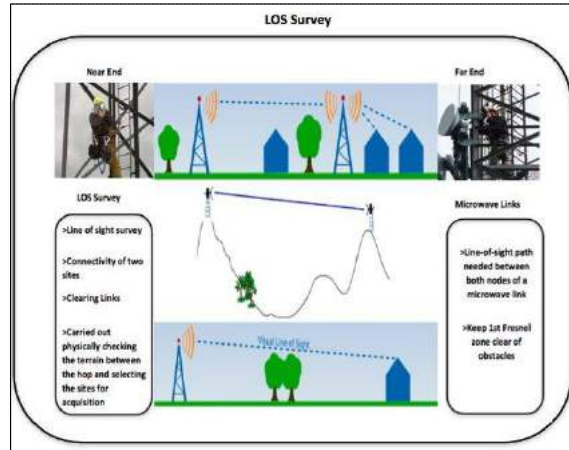 LOS Survey
Near End
Far End
LOS Survey
>Line of sight survey
>Connectivity of two
sites
>Clearing Links
>Carried out
physically checking
the terrain between
the hop and selecting
the sites for
acquisition
Microwave Links
>Line-of-sight path
needed between
both nodes of a
microwave link
>Keep 1st Fresnel
zone clear of
obstacles
Visual Line of Sight